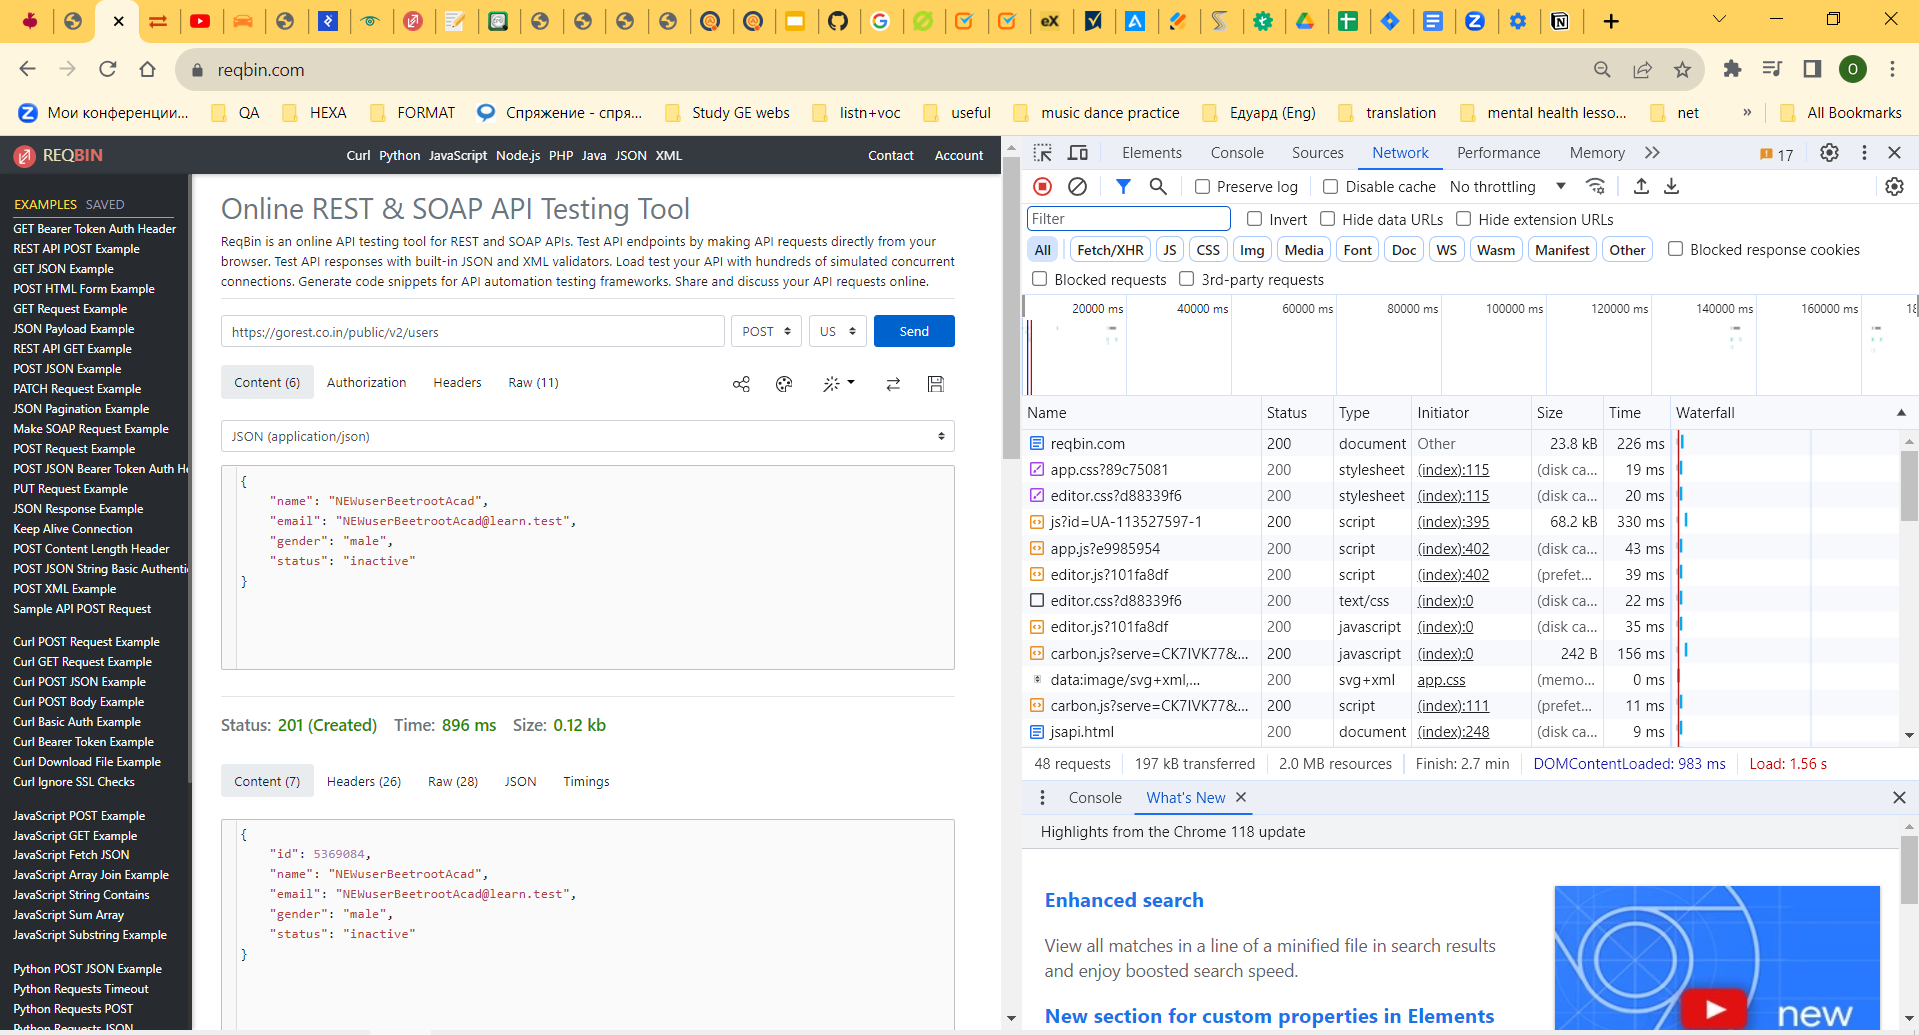 reqbin.com
O
Мои конференции...
QA
HEXA
FORMAT
Спряжение - спря...
Study GE webs
listn+voc
useful
music dance practice
Едуард (Eng)
translation
mental health lesso...
net
»
All Bookmarks
REQBIN
Curl Python JavaScript Node.js PHP Java JSON XML
Contact Account
EXAMPLES SAVED
GET Bearer Token Auth Header
REST API POST Example
GET JSON Example
POST HTML Form Example
GET Request Example
JSON Payload Example
REST API GET Example
POST JSON Example
PATCH Request Example
JSON Pagination Example
Make SOAP Request Example
POST Request Example
POST JSON Bearer Token Auth He
PUT Request Example
JSON Response Example
Keep Alive Connection
POST Content Length Header
POST JSON String Basic Authenti
POST XML Example
Sample API POST Request
Curl POST Request Example
Curl GET Request Example
Curl POST JSON Example
Curl POST Body Example
Curl Basic Auth Example
Curl Bearer Token Example
Curl Download File Example
Curl Ignore SSL Checks
JavaScript POST Example
JavaScript GET Example
JavaScript Fetch JSON
JavaScript Array Join Example
JavaScript String Contains
JavaScript Sum Array
JavaScript Substring Example
Python POST JSON Example
Python Requests Timeout
Python Requests POST
Python Requests JSON
Online REST & SOAP API Testing Tool
ReqBin is an online API testing tool for REST and SOAP APIs. Test API endpoints by making API requests directly from your
browser. Test API responses with built-in JSON and XML validators. Load test your API with hundreds of simulated concurrent
connections. Generate code snippets for API automation testing frameworks. Share and discuss your API requests online.
https://gorest.co.in/public/v2/users
POST
US
Send
Content (6) Authorization Headers Raw (11)
JSON (application/json)
{
"name": "NEWuserBeetrootAcad",
"email": "NEWuserBeetrootAcad@learn.test",
"gender": "male",
"status": "inactive"
}
Status: 201 (Created) Time: 896 ms Size: 0.12 kb
Content (7) Headers (26) Raw (28) JSON Timings
{
"id": 5369084,
"name": "NEWuserBeetrootAcad",
"email": "NEWuserBeetrootAcad@learn.test",
"gender": "male",
"status": "inactive"
}
Elements Console Sources Network Performance Memory 17
Preserve log Disable cache No throttling
Filter Invert Hide data URLs Hide extension URLs
All Fetch/XHR JS CSS Img Media Font Doc WS Wasm Manifest Other Blocked response cookies
Blocked requests 3rd-party requests
20000 ms 40000 ms 60000 ms 80000 ms 100000 ms 120000 ms 140000 ms 160000 ms 18
Name Status Type Initiator Size Time Waterfall
reqbin.com 200 document Other 23.8 kB 226 ms
app.css?89c75081 200 stylesheet (index):115 (disk ca... 19 ms
editor.css?d88339f6 200 stylesheet (index):115 (disk ca... 20 ms
js?id=UA-113527597-1 200 script (index):395 68.2 kB 330 ms
app.js?e9985954 200 script (index):402 (disk ca... 43 ms
editor.js?101fa8df 200 script (index):402 (prefet... 39 ms
editor.css?d88339f6 200 text/css (index):0 (disk ca... 22 ms
editor.js?101fa8df 200 javascript (index):0 (disk ca... 35 ms
carbon.js?serve=CK7IVK77&... 200 javascript (index):0 242 B 156 ms
data:image/svg+xml,... 200 svg+xml app.css (memo... 0 ms
carbon.js?serve=CK7IVK77&... 200 script (index):111 (prefet... 11 ms
jsapi.html 200 document (index):248 (disk ca... 9 ms
48 requests 197 kB transferred 2.0 MB resources Finish: 2.7 min DOMContentLoaded: 983 ms Load: 1.56 s
Console What's New
Highlights from the Chrome 118 update
Enhanced search
View all matches in a line of a minified file in search results
and enjoy boosted search speed.
New section for custom properties in Elements
new